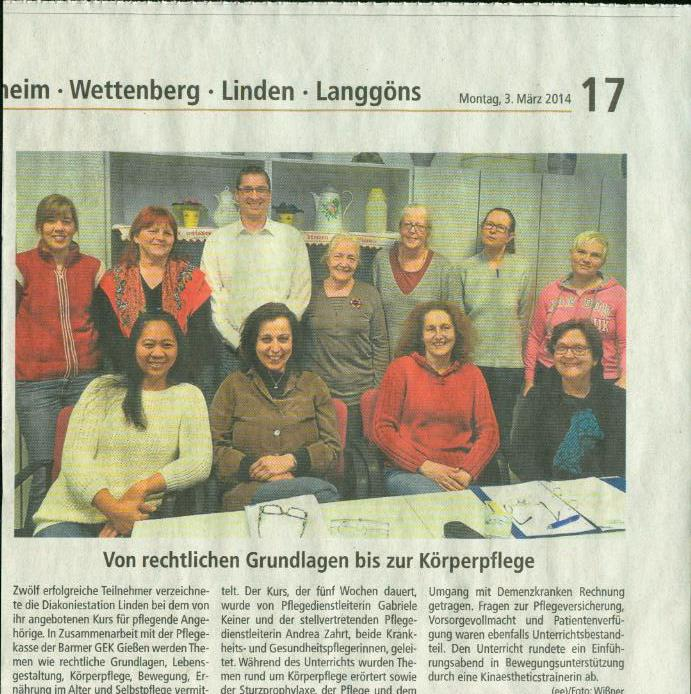 heim · Wettenberg · Linden · Langgöns
Montag, 3. März 2014
17
Von rechtlichen Grundlagen bis zur Körperpflege
Zwölf erfolgreiche Teilnehmer verzeichne-
te die Diakoniestation Linden bei dem von
ihr angebotenen Kurs für pflegende Ange-
hörige. In Zusammenarbeit mit der Pflege-
kasse der Barmer GEK Gießen werden The-
men wie rechtliche Grundlagen, Lebens-
gestaltung, Körperpflege, Bewegung, Er-
nährung im Alter und Selbstpflege vermit-
telt. Der Kurs, der fünf Wochen dauert,
wurde von Pflegedienstleiterin Gabriele
Keiner und der stellvertretenden Pflege-
dienstleiterin Andrea Zahrt, beide Krank-
heits- und Gesundheitspflegerinnen, gelei-
tet. Während des Unterrichts wurden The-
men rund um Körperpflege erörtert sowie
der Sturzprophylaxe, der Pflege und dem
Umgang mit Demenzkranken Rechnung
getragen. Fragen zur Pflegeversicherung,
Vorsorgevollmacht und Patientenverfü-
gung waren ebenfalls Unterrichtsbestand-
teil. Den Unterricht rundete ein Einfüh-
rungsabend in Bewegungsunterstützung
durch eine Kinaestheticstrainerin ab.
(ee)/Foto: Wißner